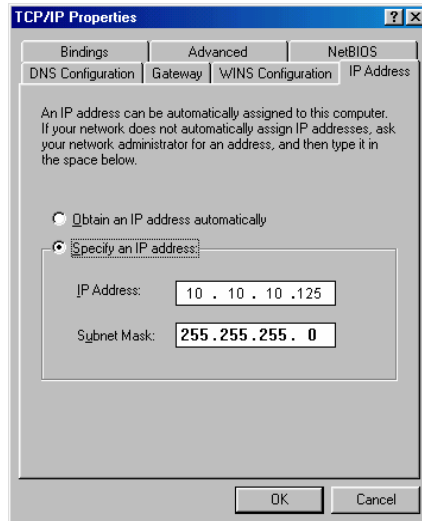 TCP/IP Properties
Bindings Advanced NetBIOS
DNS Configuration Gateway WINS Configuration IP Address
An IP address can be automatically assigned to this computer.
If your network does not automatically assign IP addresses, ask
your network administrator for an address, and then type it in
the space below.
Obtain an IP address automatically
Specify an IP address:
IP Address: 10 . 10 . 10 .125
Subnet Mask: 255.255.255. 0
OK Cancel